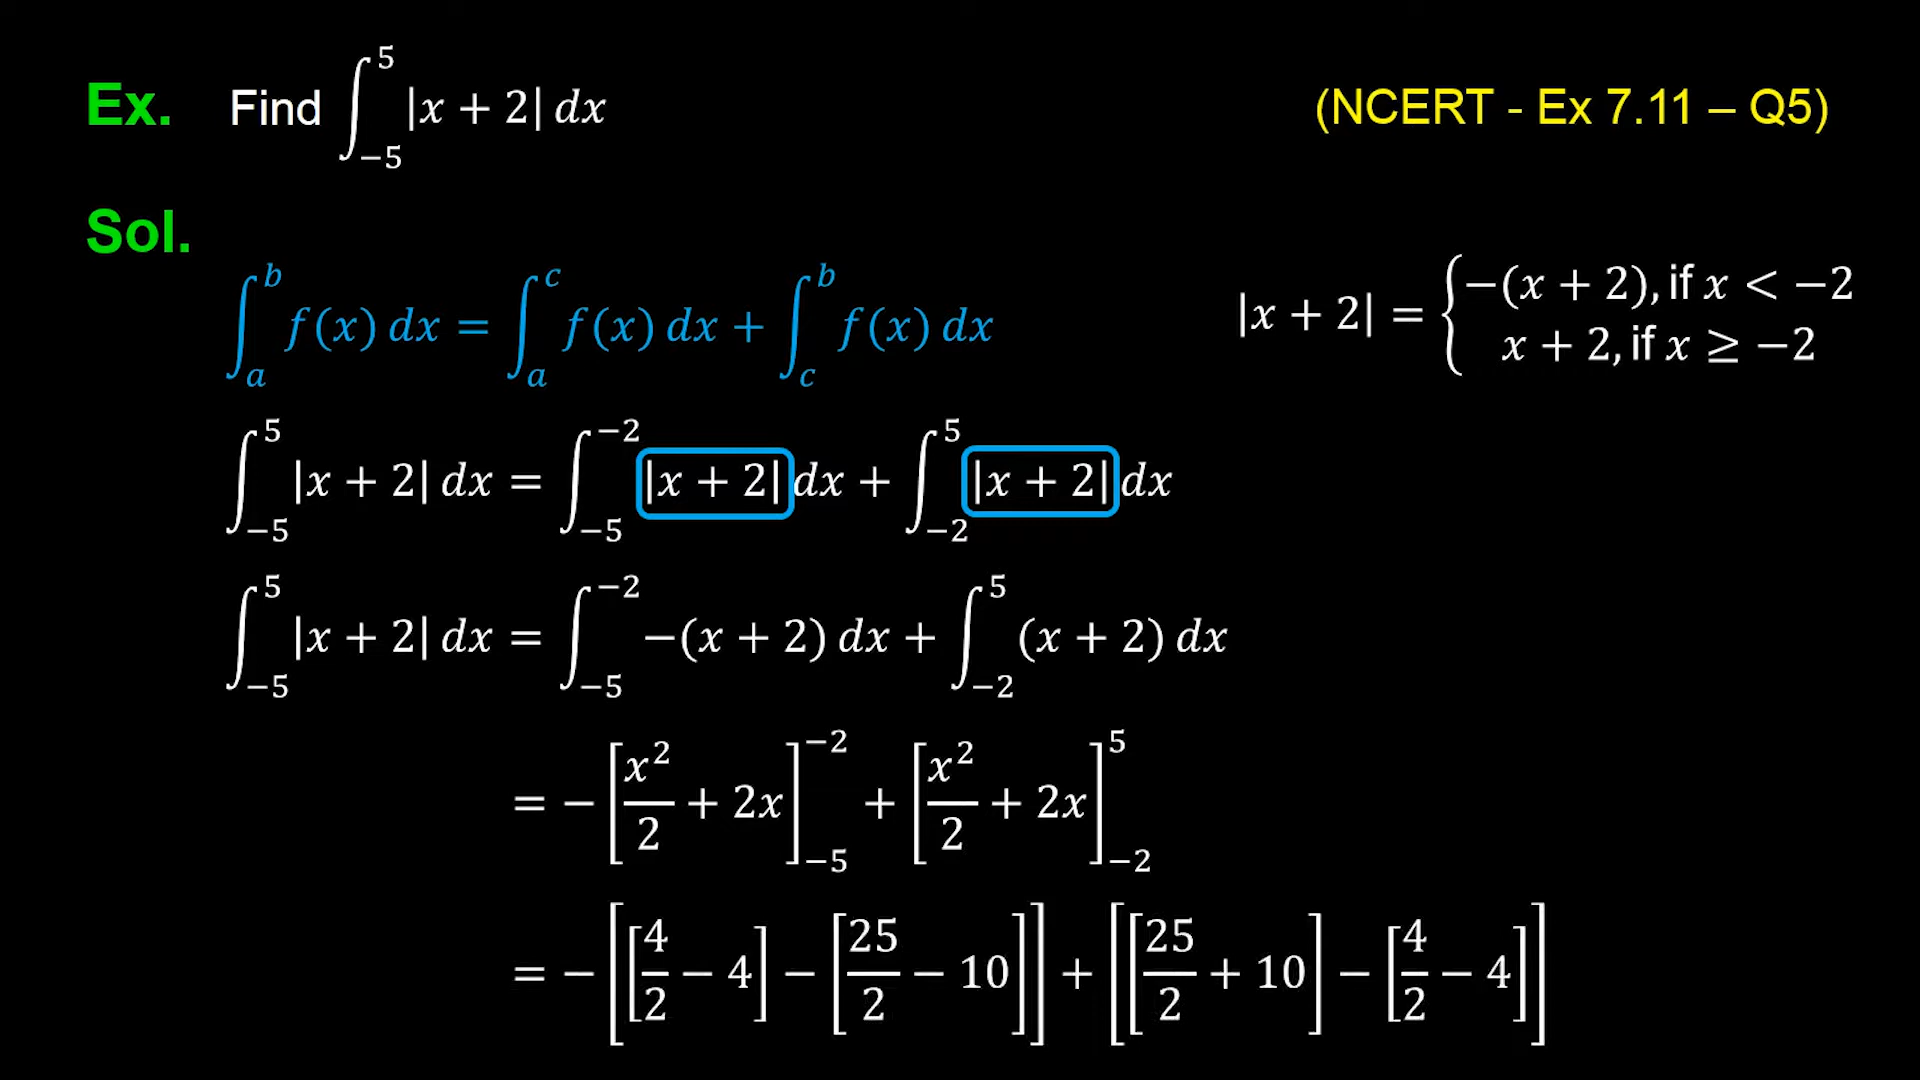 Ex. Find ∫_{-5}^{5} |x + 2| dx (NCERT - Ex 7.11 – Q5)
Sol.
∫_{a}^{b} f(x) dx = ∫_{a}^{c} f(x) dx + ∫_{c}^{b} f(x) dx
|x + 2| = { −(x + 2), if x < −2
x + 2, if x ≥ −2
∫_{−5}^{5} |x + 2| dx = ∫_{−5}^{−2} |x + 2| dx + ∫_{−2}^{5} |x + 2| dx
∫_{−5}^{5} |x + 2| dx = ∫_{−5}^{−2} −(x + 2) dx + ∫_{−2}^{5} (x + 2) dx
= − [x²/2 + 2x]_{−5}^{−2} + [x²/2 + 2x]_{−2}^{5}
= − [[4/2 − 4] − [25/2 − 10]] + [[25/2 + 10] − [4/2 − 4]]